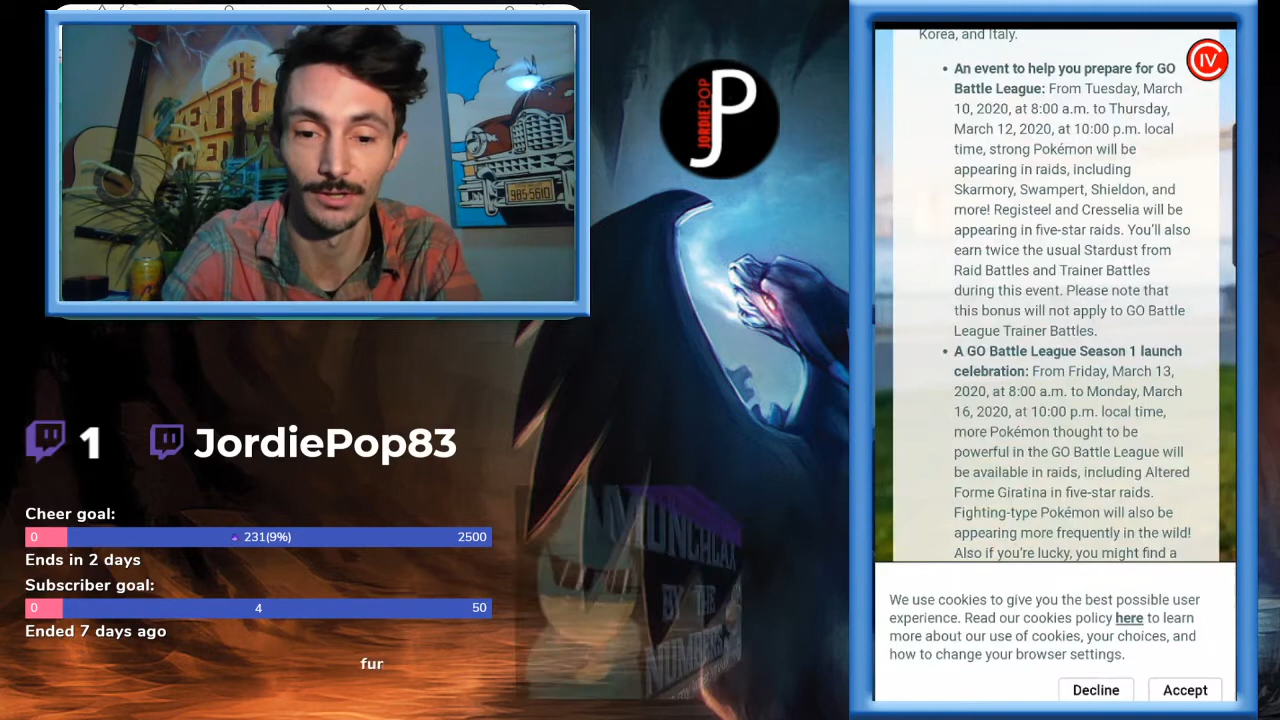 985·5610
JORDIEPOP
JP
1
JordiePop83
Cheer goal:
0 231(9%) 2500
Ends in 2 days
Subscriber goal:
0 4 50
Ended 7 days ago
fur
MUNCHLAX
BY THE
NUMBERS
Korea, and Italy.
IV
• An event to help you prepare for GO
Battle League: From Tuesday, March
10, 2020, at 8:00 a.m. to Thursday,
March 12, 2020, at 10:00 p.m. local
time, strong Pokémon will be
appearing in raids, including
Skarmory, Swampert, Shieldon, and
more! Registeel and Cresselia will be
appearing in five-star raids. You'll also
earn twice the usual Stardust from
Raid Battles and Trainer Battles
during this event. Please note that
this bonus will not apply to GO Battle
League Trainer Battles.
• A GO Battle League Season 1 launch
celebration: From Friday, March 13,
2020, at 8:00 a.m. to Monday, March
16, 2020, at 10:00 p.m. local time,
more Pokémon thought to be
powerful in the GO Battle League will
be available in raids, including Altered
Forme Giratina in five-star raids.
Fighting-type Pokémon will also be
appearing more frequently in the wild!
Also if you're lucky, you might find a
We use cookies to give you the best possible user
experience. Read our cookies policy here to learn
more about our use of cookies, your choices, and
how to change your browser settings.
Decline Accept